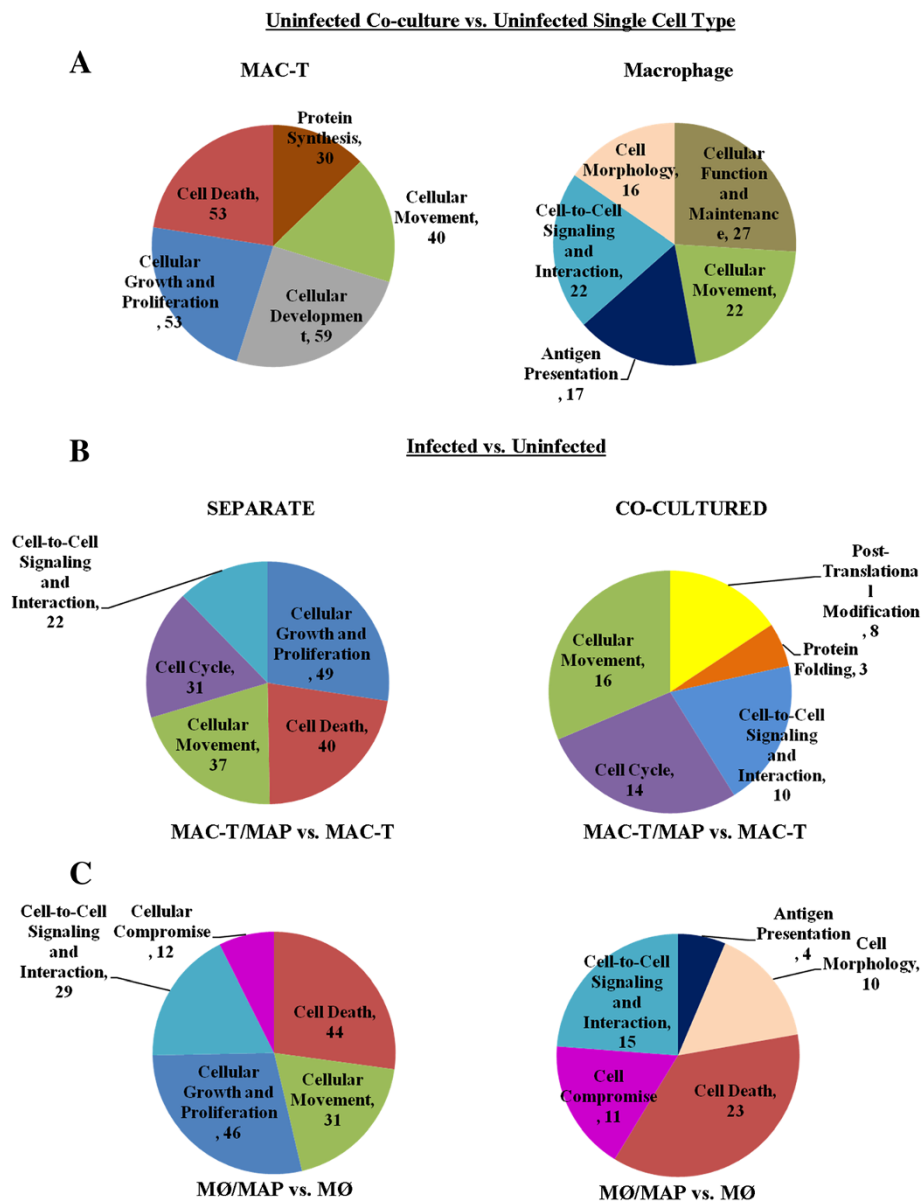 Uninfected Co-culture vs. Uninfected Single Cell Type
A
MAC-T
Macrophage
Protein
Synthesis,
30
Cellular
Movement,
40
Cellular
Developmen
t, 59
Cellular
Growth and
Proliferation
, 53
Cell Death,
53
Cellular
Function
and
Maintenanc
e, 27
Cellular
Movement,
22
Antigen
Presentation
, 17
Cell-to-Cell
Signaling
and
Interaction,
22
Cell
Morphology,
16
B
Infected vs. Uninfected
SEPARATE
CO-CULTURED
Cell-to-Cell
Signaling
and
Interaction,
22
Cellular
Growth and
Proliferation
, 49
Cell Death,
40
Cellular
Movement,
37
Cell Cycle,
31
MAC-T/MAP vs. MAC-T
Post-
Translationa
l
Modification
, 8
Protein
Folding, 3
Cell-to-Cell
Signaling
and
Interaction,
10
Cell Cycle,
14
Cellular
Movement,
16
MAC-T/MAP vs. MAC-T
C
Cell-to-Cell
Signaling
and
Interaction,
29
Cellular
Compromise
, 12
Cell Death,
44
Cellular
Movement,
31
Cellular
Growth and
Proliferation
, 46
MØ/MAP vs. MØ
Antigen
Presentation
, 4
Cell
Morphology,
10
Cell Death,
23
Cell
Compromise
, 11
Cell-to-Cell
Signaling
and
Interaction,
15
MØ/MAP vs. MØ